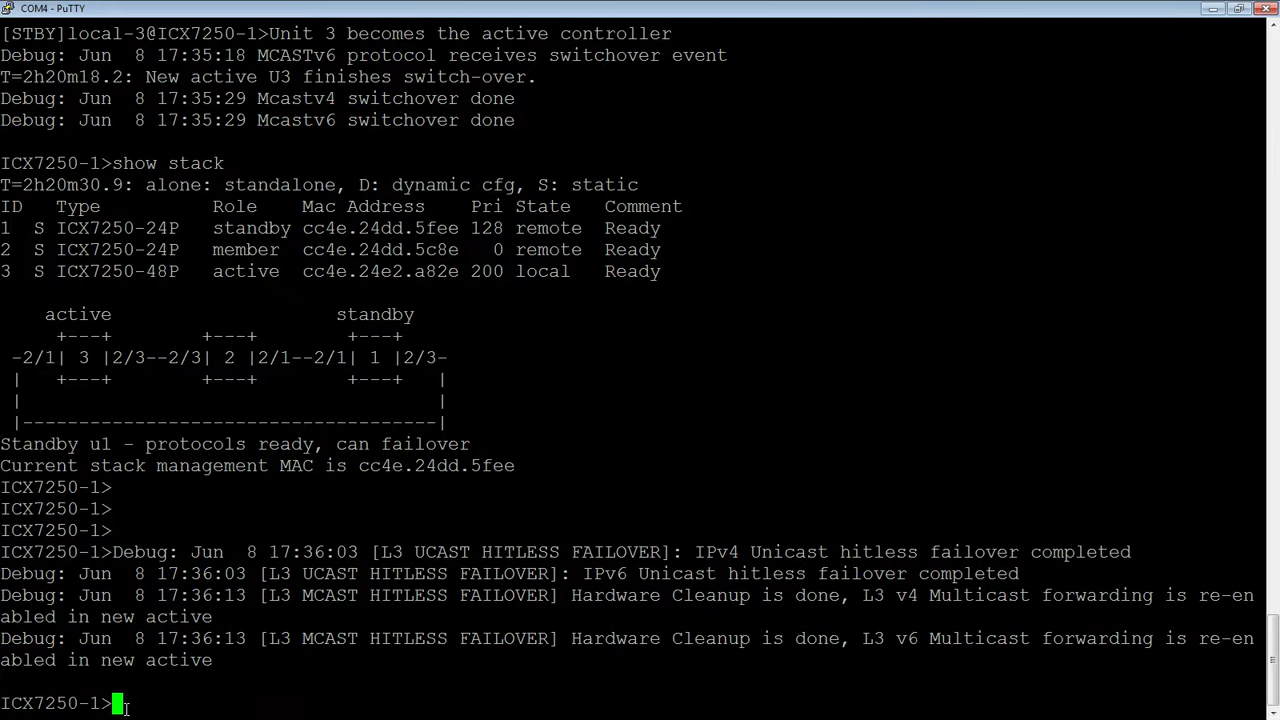 COM4 - PuTTY
[STBY]local-3@ICX7250-1>Unit 3 becomes the active controller
Debug: Jun  8 17:35:18 MCASTv6 protocol receives switchover event
T=2h20m18.2: New active U3 finishes switch-over.
Debug: Jun  8 17:35:29 Mcastv4 switchover done
Debug: Jun  8 17:35:29 Mcastv6 switchover done
ICX7250-1>show stack
T=2h20m30.9: alone: standalone, D: dynamic cfg, S: static
ID   S Type       Role    Mac Address    Pri State   Comment
1  S ICX7250-24P   standby cc4e.24dd.5fee 128 remote  Ready
2  S ICX7250-24P   member  cc4e.24dd.5c8e   0 remote  Ready
3  S ICX7250-48P   active  cc4e.24e2.a82e 200 local   Ready
    active                    standby
     +---+        +---+        +---+
 -2/1| 3 |2/3--2/3| 2 |2/1--2/1| 1 |2/3-
 |   +---+        +---+        +---+   |
 |                                     |
 |-------------------------------------|
Standby u1 - protocols ready, can failover
Current stack management MAC is cc4e.24dd.5fee
ICX7250-1>
ICX7250-1>
ICX7250-1>
ICX7250-1>Debug: Jun  8 17:36:03 [L3 UCAST HITLESS FAILOVER]: IPv4 Unicast hitless failover completed
Debug: Jun  8 17:36:03 [L3 UCAST HITLESS FAILOVER]: IPv6 Unicast hitless failover completed
Debug: Jun  8 17:36:13 [L3 MCAST HITLESS FAILOVER] Hardware Cleanup is done, L3 v4 Multicast forwarding is re-en
abled in new active
Debug: Jun  8 17:36:13 [L3 MCAST HITLESS FAILOVER] Hardware Cleanup is done, L3 v6 Multicast forwarding is re-en
abled in new active
ICX7250-1>